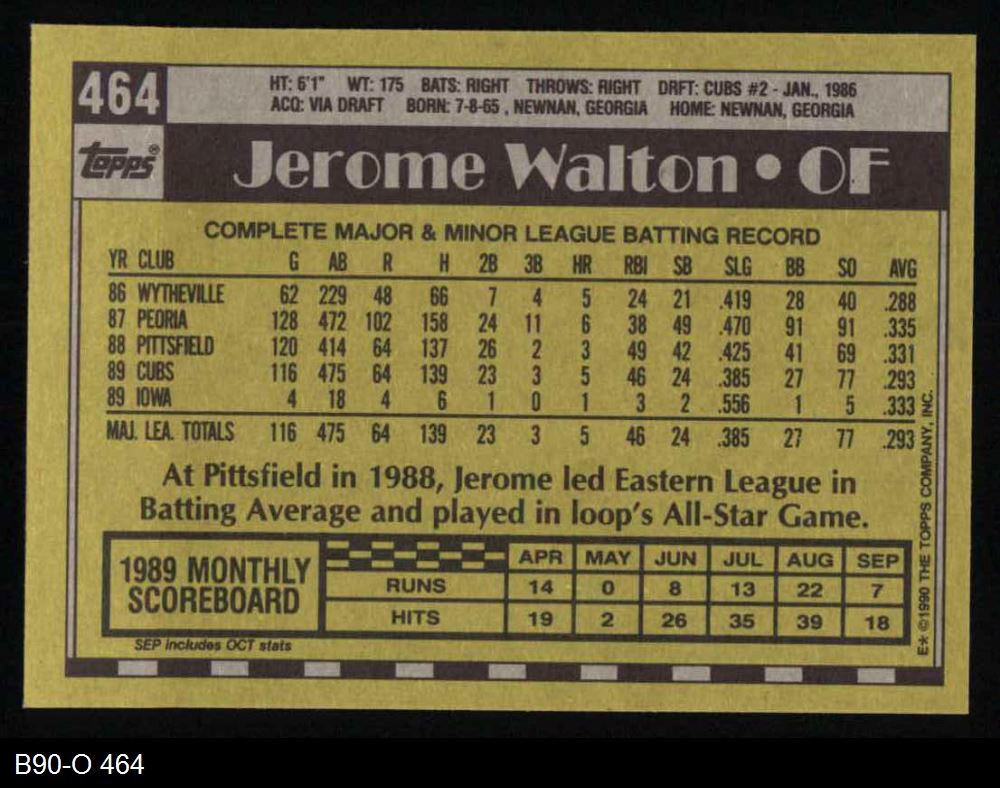 464
HT: 6'1" WT: 175 BATS: RIGHT THROWS: RIGHT DRFT: CUBS #2 - JAN., 1986
ACQ: VIA DRAFT BORN: 7-8-65 , NEWNAN, GEORGIA HOME: NEWNAN, GEORGIA
topps®
Jerome Walton • OF
COMPLETE MAJOR & MINOR LEAGUE BATTING RECORD
YR CLUB G AB R H 2B 3B HR RBI SB SLG BB SO AVG
86 WYTHEVILLE 62 229 48 66 7 4 5 24 21 .419 28 40 .288
87 PEORIA 128 472 102 158 24 11 6 38 49 .470 91 91 .335
88 PITTSFIELD 120 414 64 137 26 2 3 49 42 .425 41 69 .331
89 CUBS 116 475 64 139 23 3 5 46 24 .385 27 77 .293
89 IOWA 4 18 4 6 1 0 1 3 2 .556 1 5 .333
MAJ. LEA. TOTALS 116 475 64 139 23 3 5 46 24 .385 27 77 .293
At Pittsfield in 1988, Jerome led Eastern League in
Batting Average and played in loop's All-Star Game.
1989 MONTHLY
SCOREBOARD
APR MAY JUN JUL AUG SEP
RUNS 14 0 8 13 22 7
HITS 19 2 26 35 39 18
SEP includes OCT stats
E* ©1990 THE TOPPS COMPANY, INC.
B90-O 464